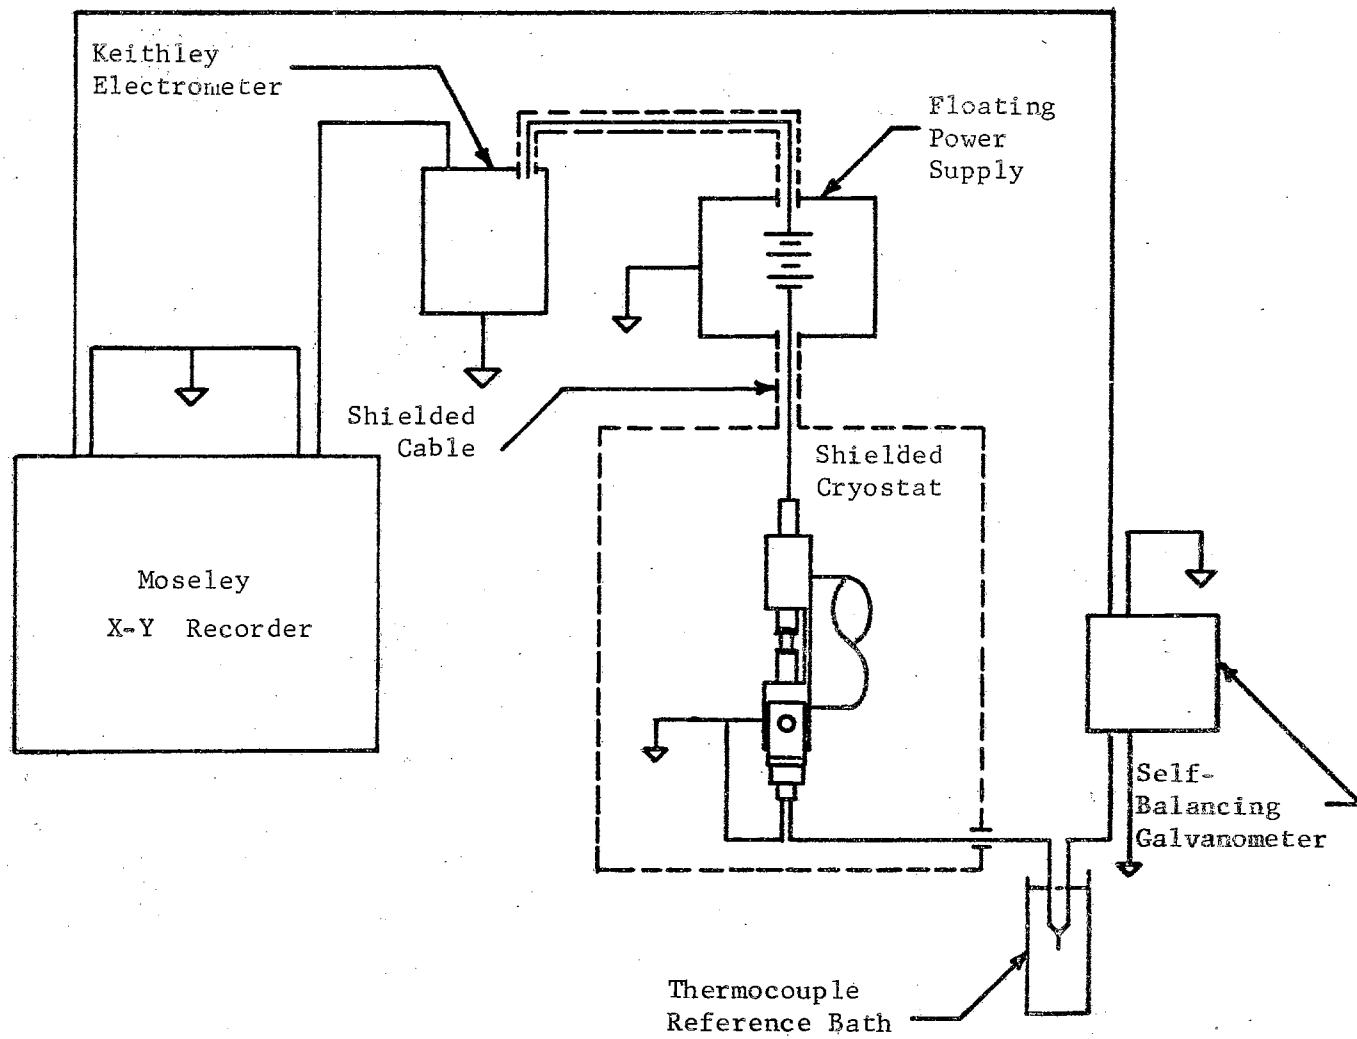 Keithley
Electrometer
Floating
Power
Supply
Shielded
Cable
Shielded
Cryostat
Moseley
X-Y Recorder
Self-
Balancing
Galvanometer
Thermocouple
Reference Bath